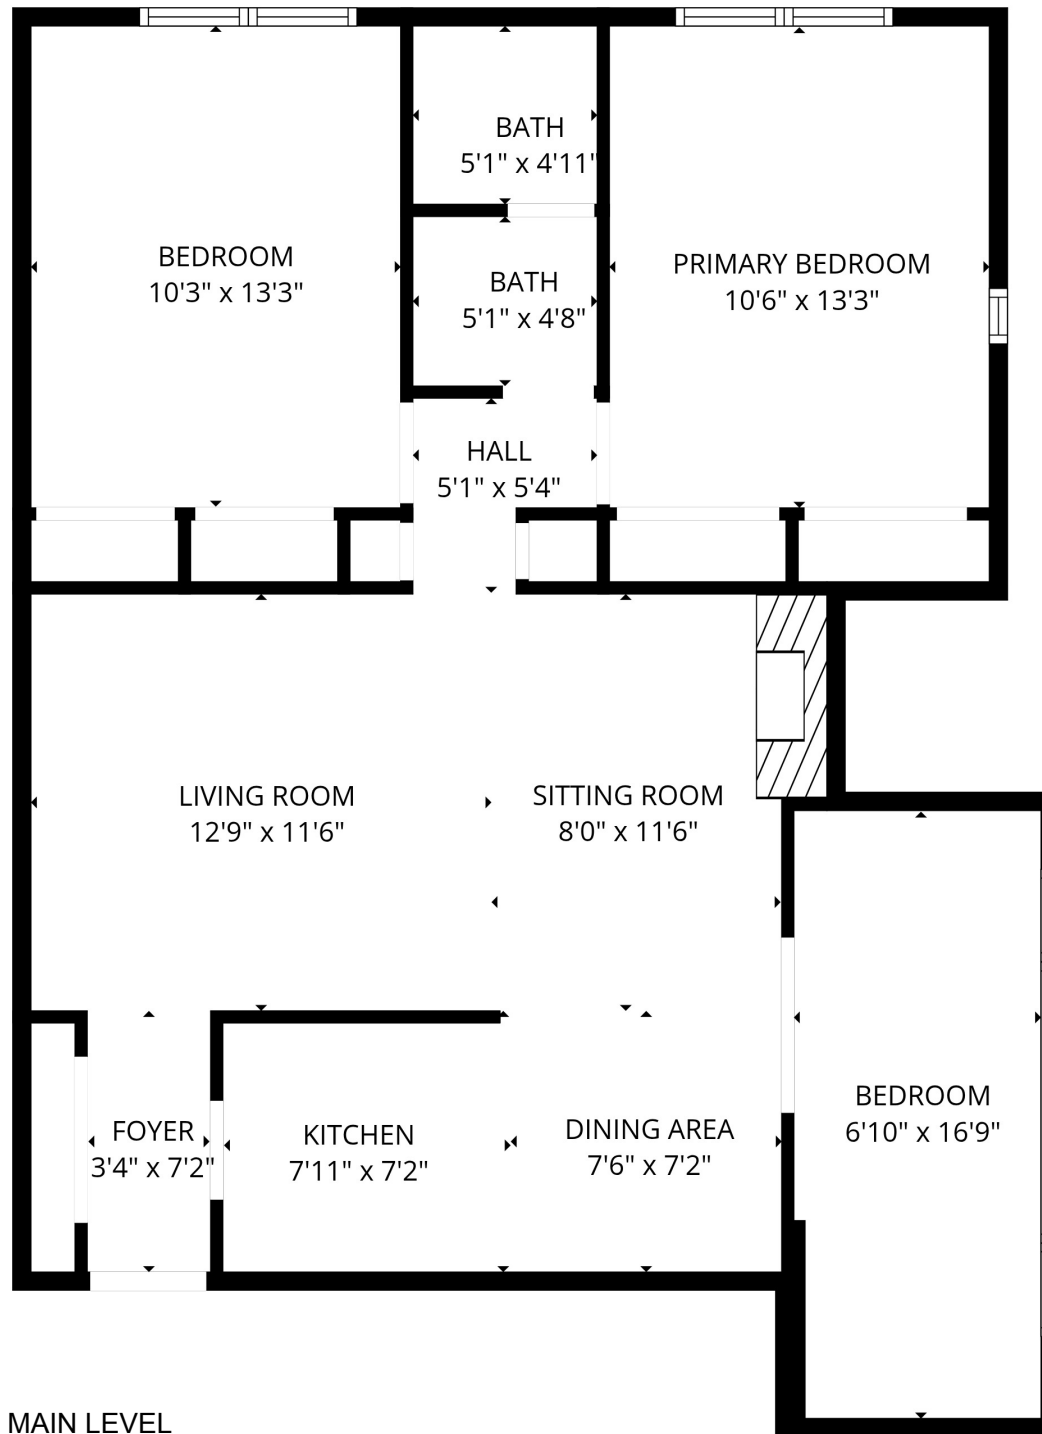 BATH
5'1" x 4'11"
BEDROOM
10'3" x 13'3"
PRIMARY BEDROOM
10'6" x 13'3"
BATH
5'1" x 4'8"
HALL
5'1" x 5'4"
LIVING ROOM
12'9" x 11'6"
SITTING ROOM
8'0" x 11'6"
FOYER
3'4" x 7'2"
KITCHEN
7'11" x 7'2"
DINING AREA
7'6" x 7'2"
BEDROOM
6'10" x 16'9"
MAIN LEVEL